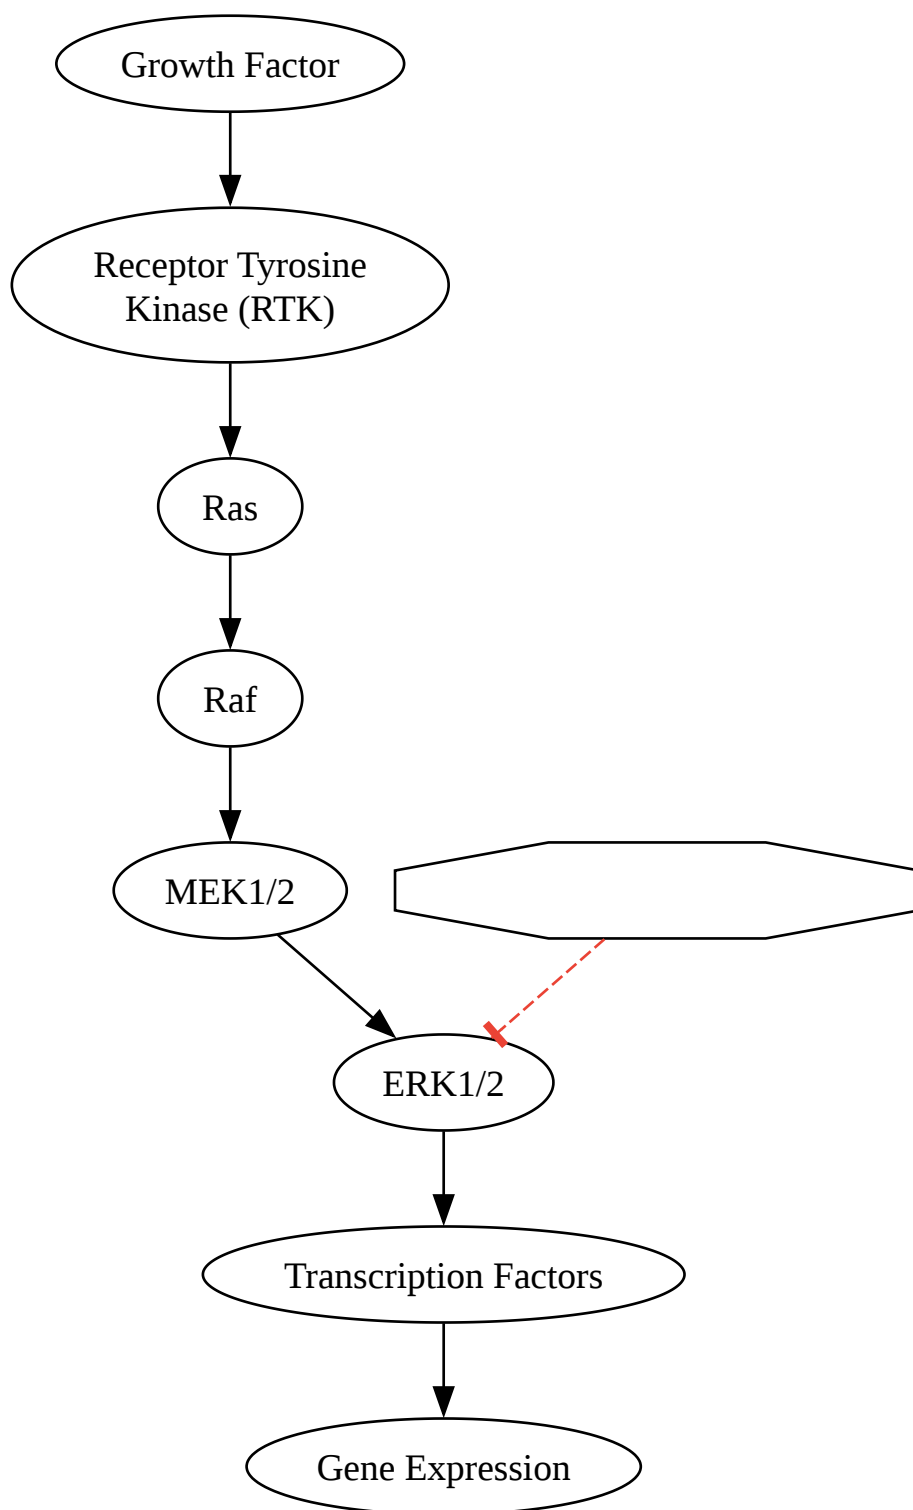 Growth Factor
Receptor Tyrosine
Kinase (RTK)
Ras
Raf
MEK1/2
ERK1/2
Transcription Factors
Gene Expression